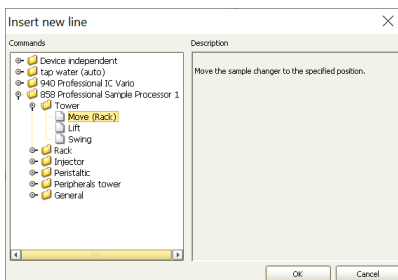 Insert new line
Commands
Description
Device independent
tap water (auto)
940 Professional IC Vario
858 Professional Sample Processor 1
Tower
Move (Rack)
Lift
Swing
Rack
Injector
Peristaltic
Peripherals tower
General
Move the sample changer to the specified position.
OK
Cancel